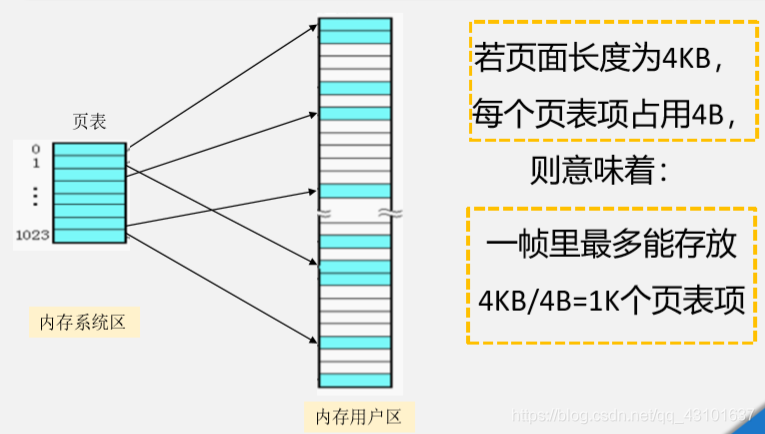 页表
0
1
...
1023
内存系统区
内存用户区
若页面长度为4KB，
每个页表项占用4B，
则意味着：
一帧里最多能存放
4KB/4B=1K个页表项
https://blog.csdn.net/qq_43101637